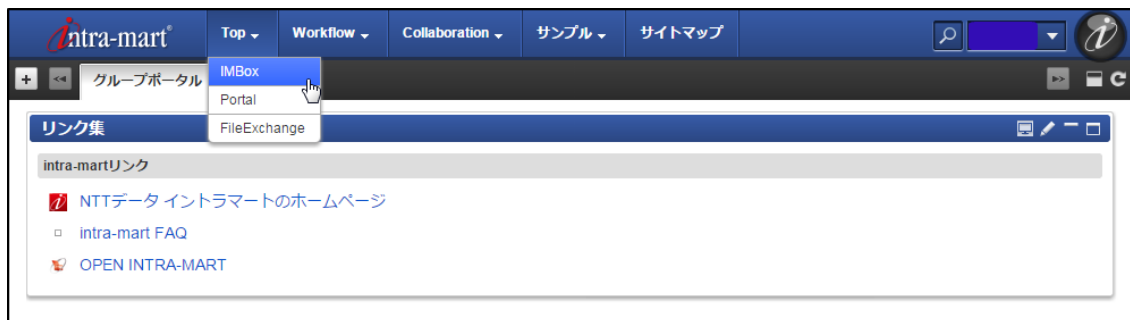 intra-mart® Top Workflow Collaboration サンプル サイトマップ
グループポータル
IMBox
Portal
FileExchange
リンク集
intra-martリンク
NTTデータ イントラマートのホームページ
intra-mart FAQ
OPEN INTRA-MART